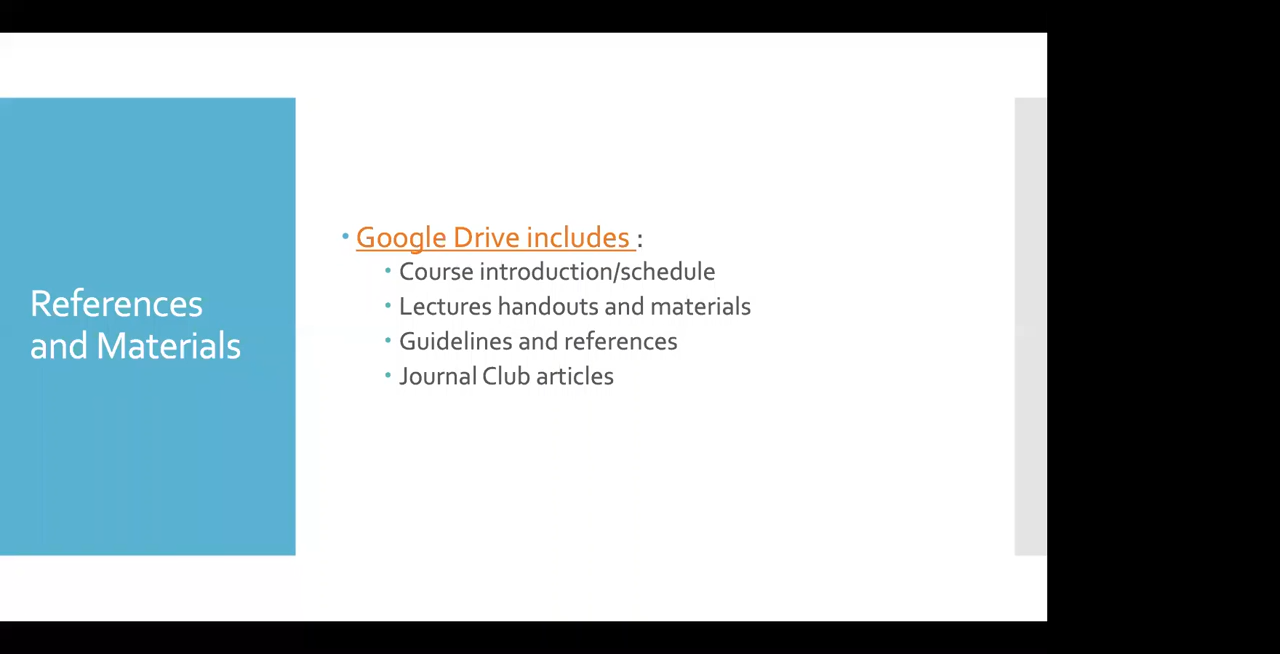 References
and Materials
• Google Drive includes :
• Course introduction/schedule
• Lectures handouts and materials
• Guidelines and references
• Journal Club articles